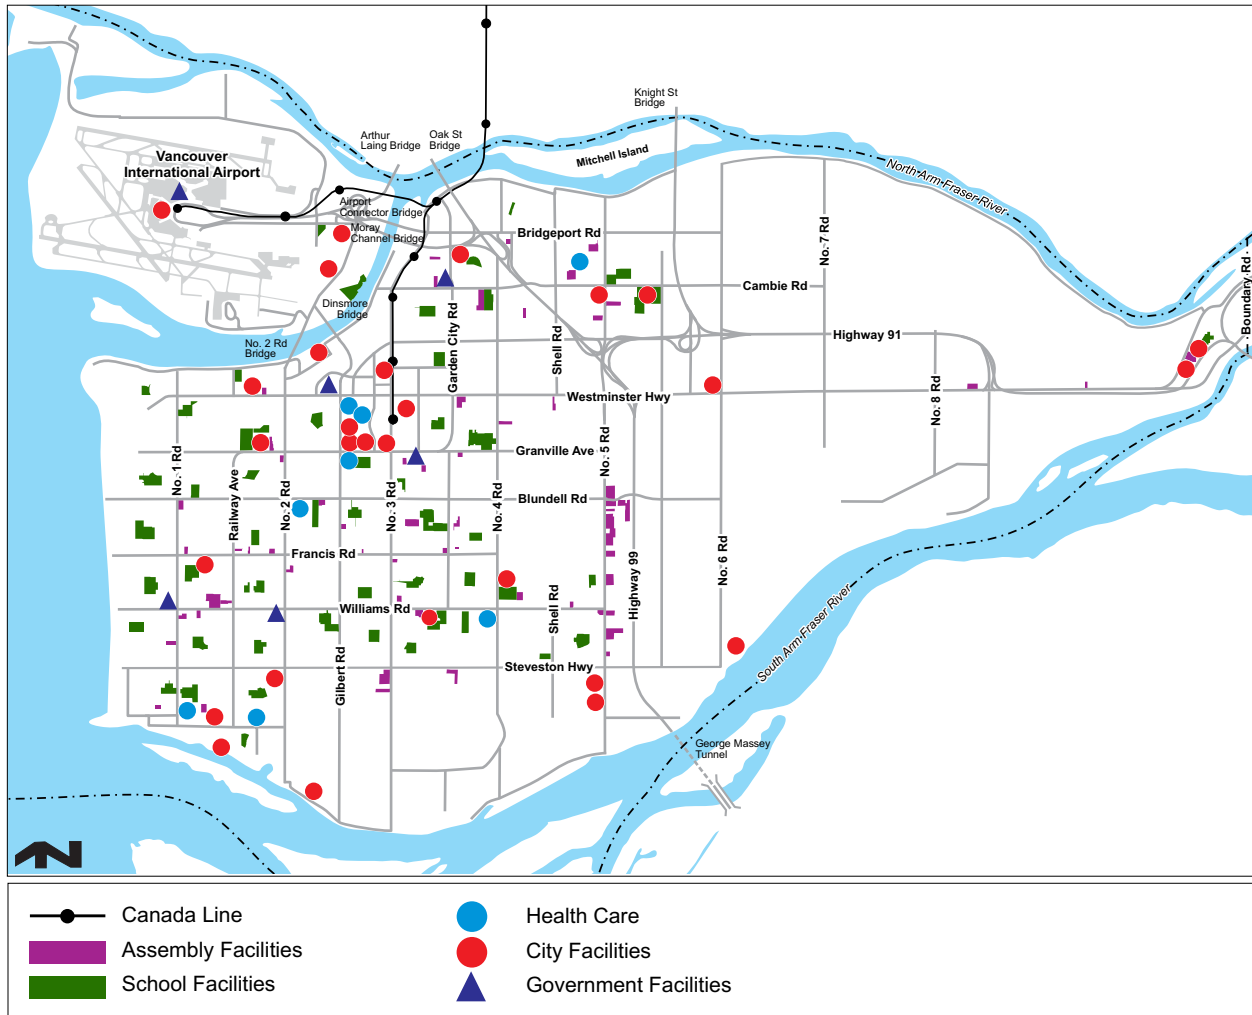 Knight St
Bridge
Arthur
Laing Bridge
Oak St
Bridge
Mitchell Island
Vancouver
International Airport
North Arm Fraser River
Airport
Connector Bridge
Moray
Channel Bridge
Bridgeport Rd
No. 7 Rd
Boundary Rd
Cambie Rd
Dinsmore
Bridge
Garden City Rd
Shell Rd
Highway 91
No. 2 Rd
Bridge
Westminster Hwy
No. 8 Rd
No. 1 Rd
Granville Ave
No. 5 Rd
Railway Ave
No. 2 Rd
No. 3 Rd
No. 4 Rd
Blundell Rd
Francis Rd
No. 6 Rd
Highway 99
Williams Rd
Shell Rd
South Arm Fraser River
Gilbert Rd
Steveston Hwy
George Massey
Tunnel
N
Canada Line
Assembly Facilities
School Facilities
Health Care
City Facilities
Government Facilities